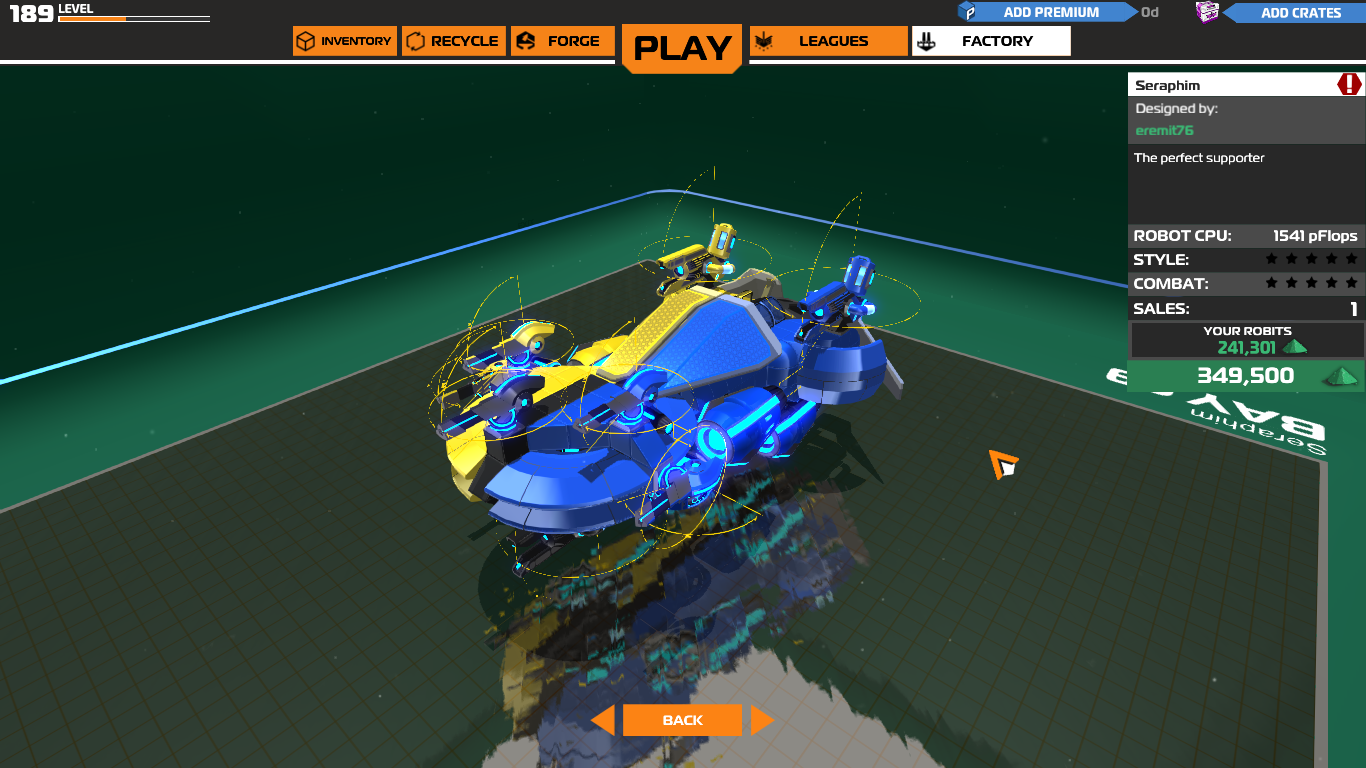 189 LEVEL
ADD PREMIUM 0d
ADD CRATES
INVENTORY
RECYCLE
FORGE
PLAY
LEAGUES
FACTORY
Seraphim
Designed by:
eremit76
The perfect supporter
ROBOT CPU: 1541 pFlops
STYLE: ★ ★ ★ ★ ★
COMBAT: ★ ★ ★ ★ ★
SALES: 1
YOUR ROBITS
241,301
349,500
BAY
Seraphim
BACK